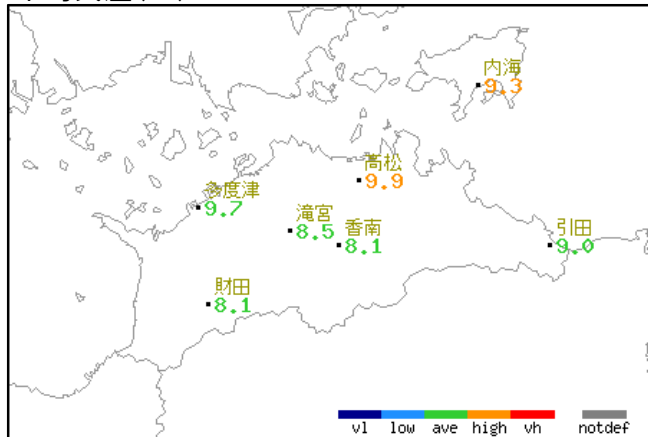 内海
9.3
高松
9.9
多度津
9.7
滝宮
8.5
香南
8.1
引田
9.0
財田
8.1
vl low ave high vh notdef